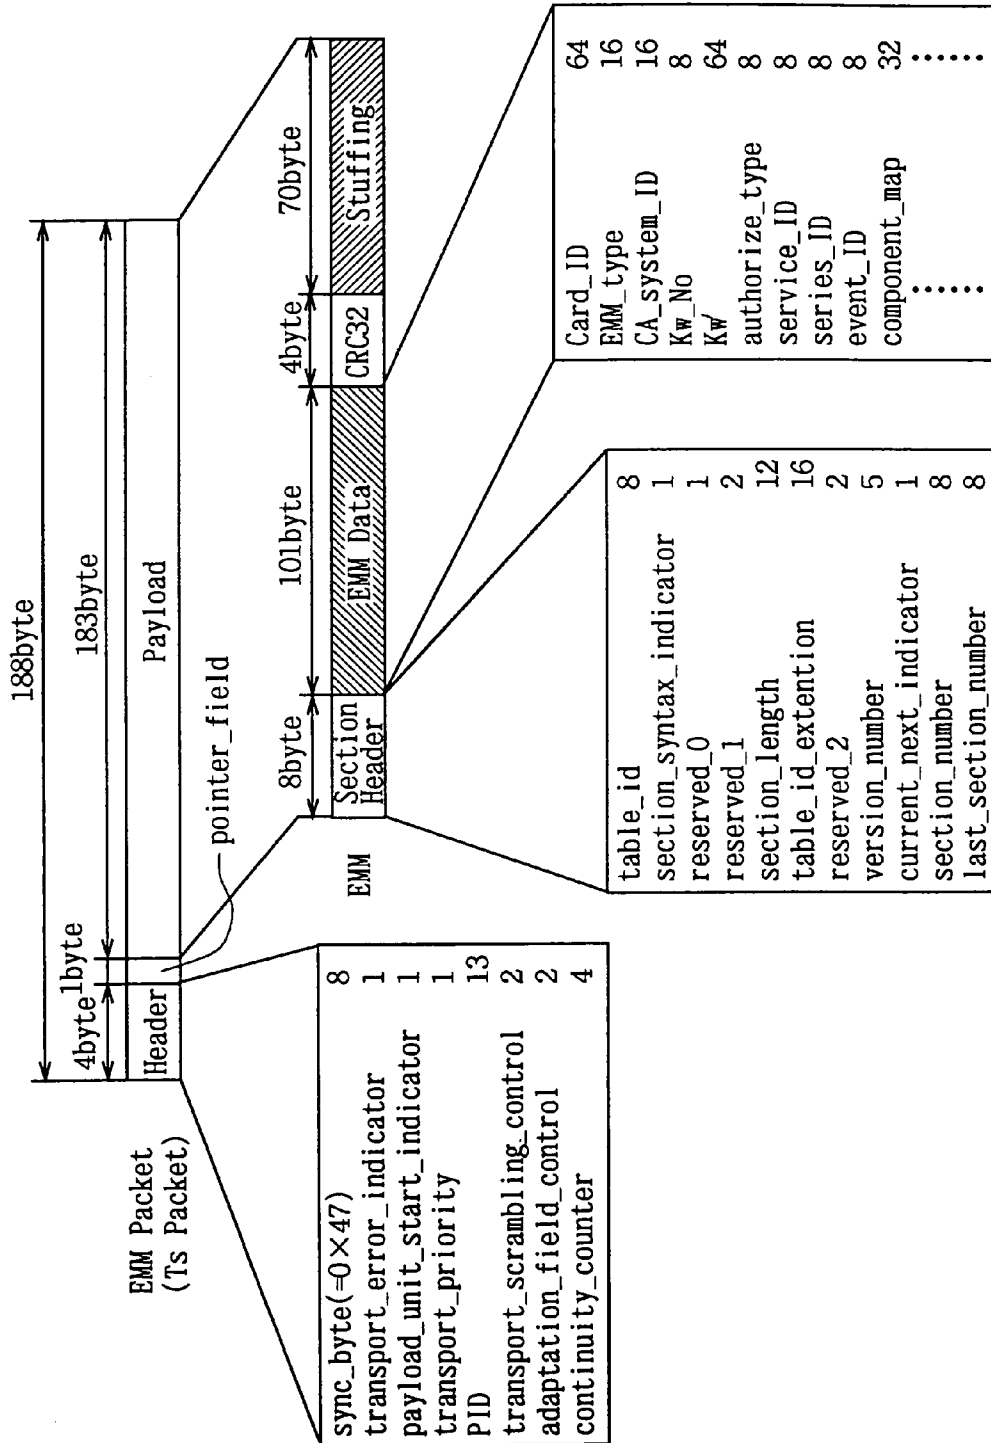 188byte
4byte
1byte
183byte
Header
Payload
EMM Packet
(Ts Packet)
pointer_field
sync_byte(=0×47) 8
transport_error_indicator 1
payload_unit_start_indicator 1
transport_priority 1
PID 13
transport_scrambling_control 2
adaptation_field_control 2
continuity_counter 4
8byte
101byte
4byte
70byte
EMM
Section
Header
EMM Data
CRC32
Stuffing
table_id 8
section_syntax_indicator 1
reserved_0 1
reserved_1 2
section_length 12
table_id_extention 16
reserved_2 2
version_number 5
current_next_indicator 1
section_number 8
last_section_number 8
Card_ID 64
EMM_type 16
CA_system_ID 16
Kw_No 8
Kw' 64
authorize_type 8
service_ID 8
series_ID 8
event_ID 8
component_map 32